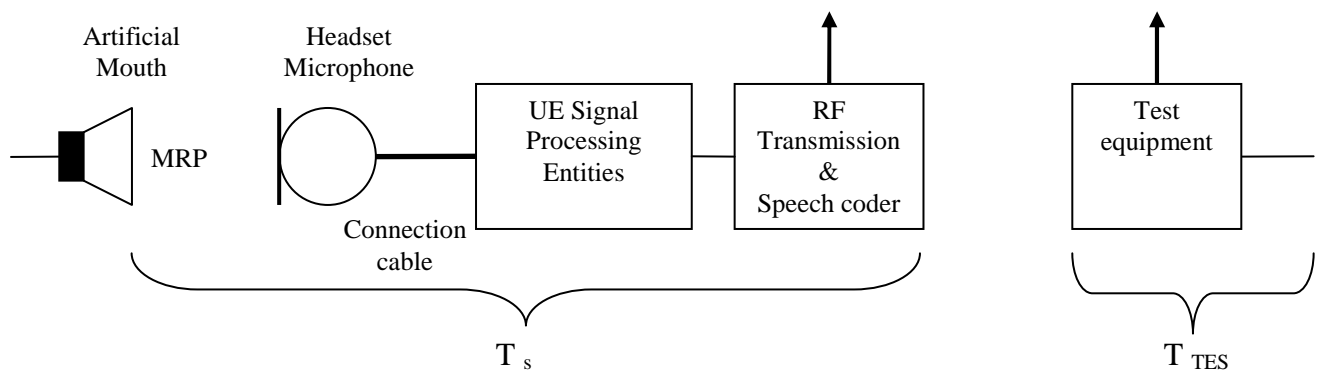 Artificial
Mouth
MRP
Headset
Microphone
Connection
cable
UE Signal
Processing
Entities
RF
Transmission
&
Speech coder
Test
equipment
T s
T TES